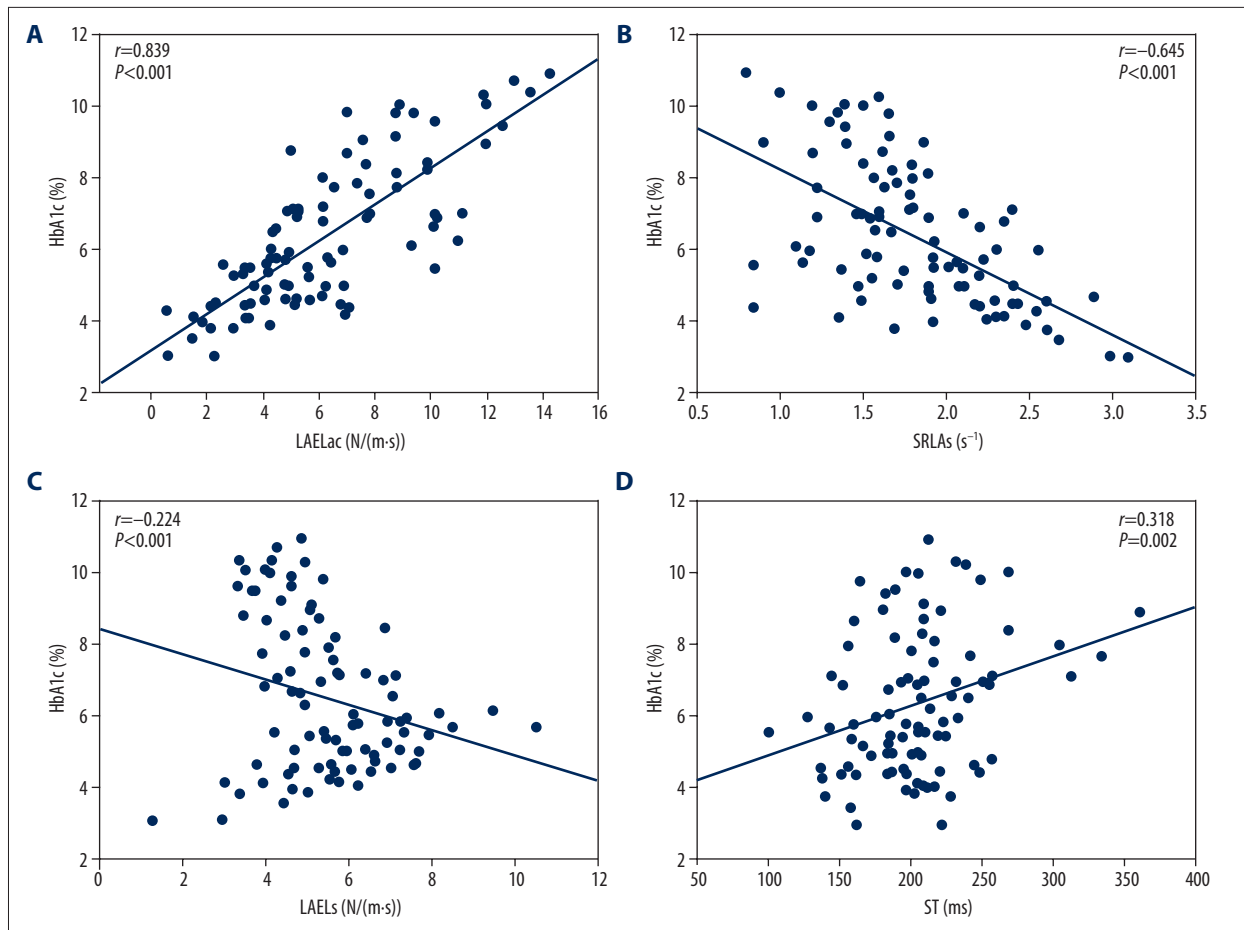 A
r=0.839
P<0.001
12
10
8
6
4
2
HbA1c (%)
0 2 4 6 8 10 12 14 16
LAELac (N/(m·s))
B
r=−0.645
P<0.001
12
10
8
6
4
2
HbA1c (%)
0.5 1.0 1.5 2.0 2.5 3.0 3.5
SRLAs (s⁻¹)
C
r=−0.224
P<0.001
12
10
8
6
4
2
HbA1c (%)
0 2 4 6 8 10 12
LAELs (N/(m·s))
D
r=0.318
P=0.002
12
10
8
6
4
2
HbA1c (%)
50 100 150 200 250 300 350 400
ST (ms)